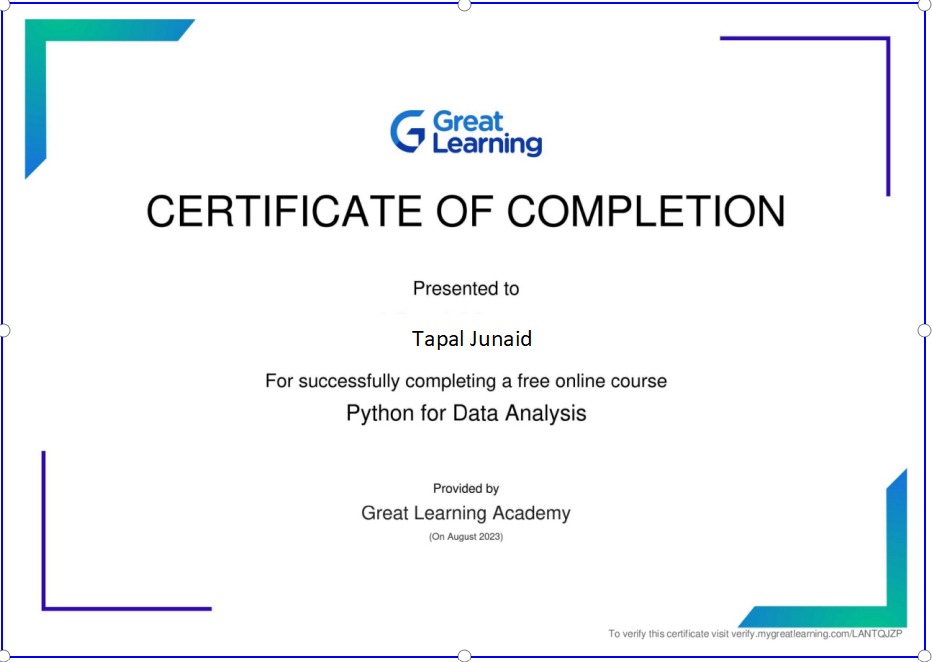 Great
Learning
CERTIFICATE OF COMPLETION
Presented to
Tapal Junaid
For successfully completing a free online course
Python for Data Analysis
Provided by
Great Learning Academy
(On August 2023)
To verify this certificate visit verify.mygreatlearning.com/LANTQJZP